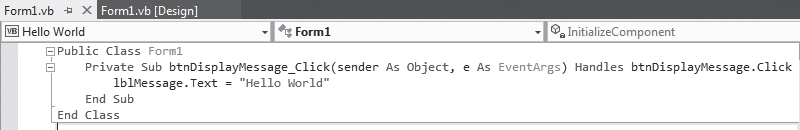 Form1.vb Form1.vb [Design]
VB Hello World Form1 InitializeComponent
Public Class Form1
Private Sub btnDisplayMessage_Click(sender As Object, e As EventArgs) Handles btnDisplayMessage.Click
lblMessage.Text = "Hello World"
End Sub
End Class